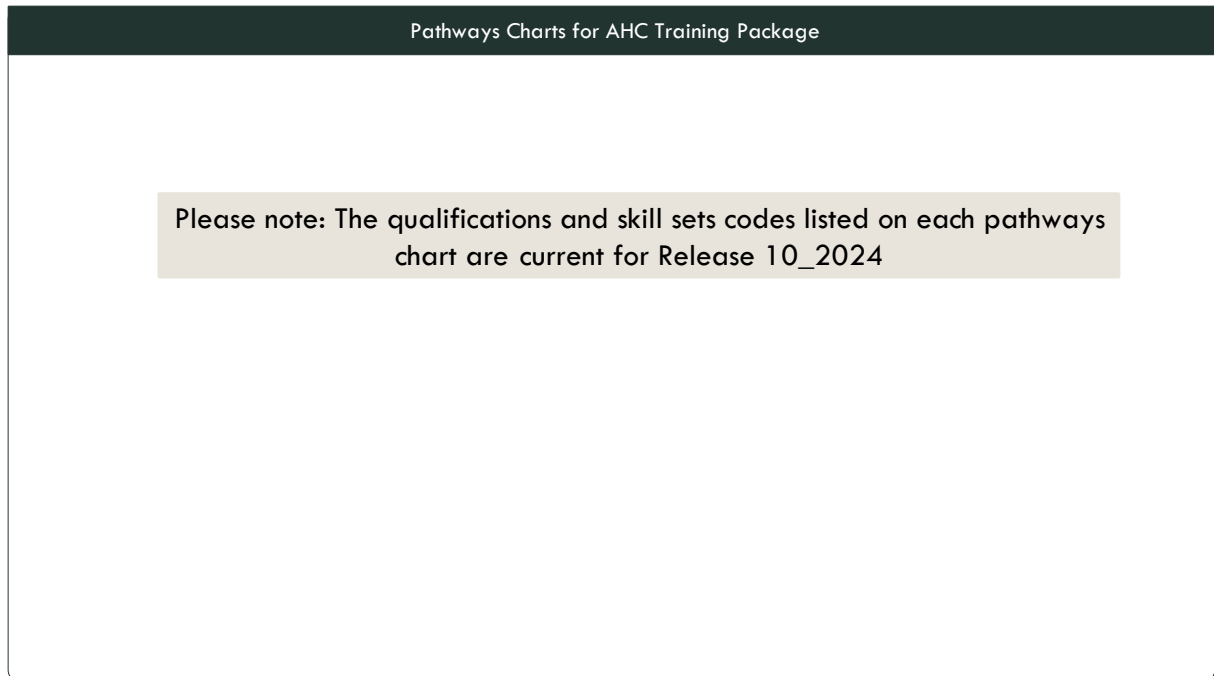 Pathways Charts for AHC Training Package
Please note: The qualifications and skill sets codes listed on each pathways
chart are current for Release 10_2024